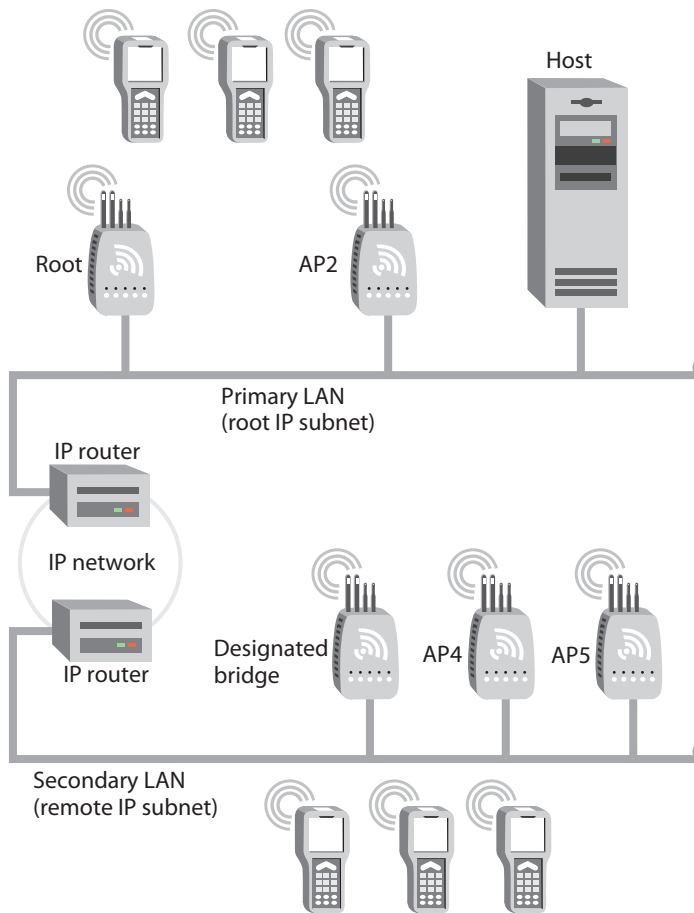 Host
Root
AP2
Primary LAN
(root IP subnet)
IP router
IP network
IP router
Designated
bridge
AP4
AP5
Secondary LAN
(remote IP subnet)